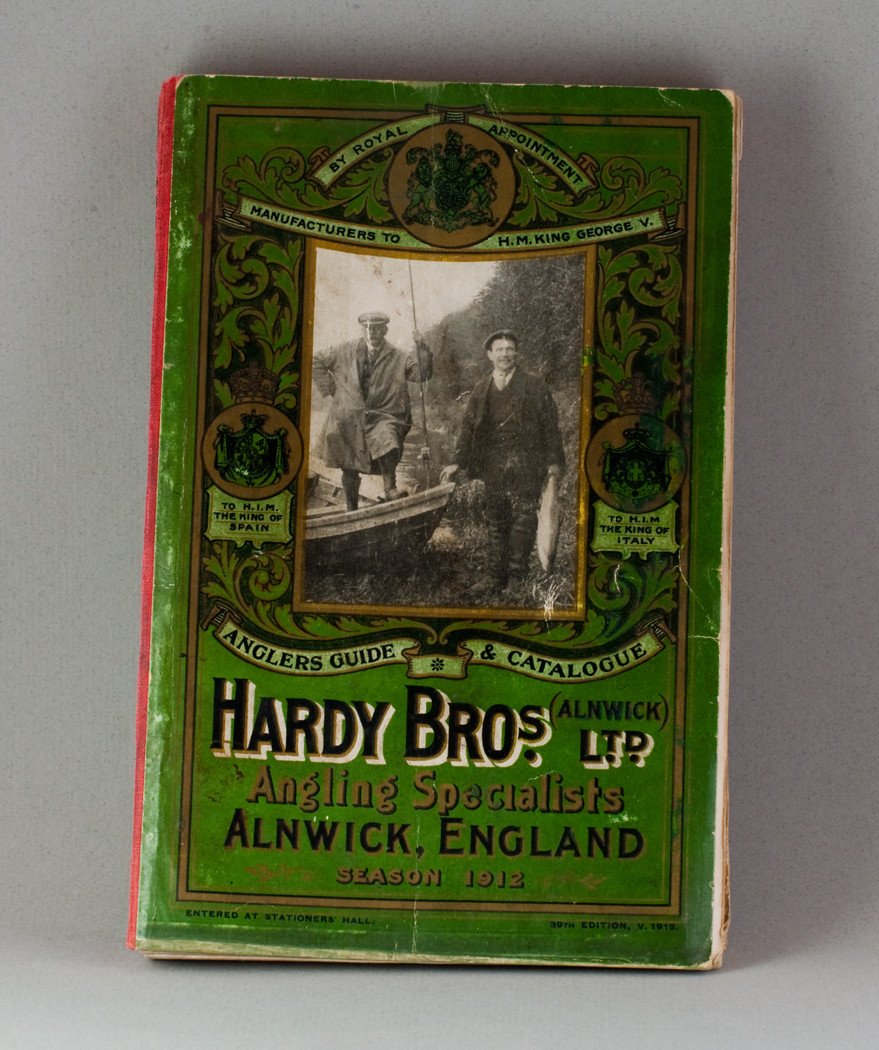 BY ROYAL APPOINTMENT
MANUFACTURERS TO H.M. KING GEORGE V.
TO H.I.M.
THE KING OF
SPAIN
TO H.I.M
THE KING OF
ITALY
ANGLERS GUIDE & CATALOGUE
HARDY BROS. (ALNWICK) LTD.
Angling Specialists
ALNWICK, ENGLAND
SEASON 1912
ENTERED AT STATIONERS' HALL.
39TH EDITION, V. 1912.